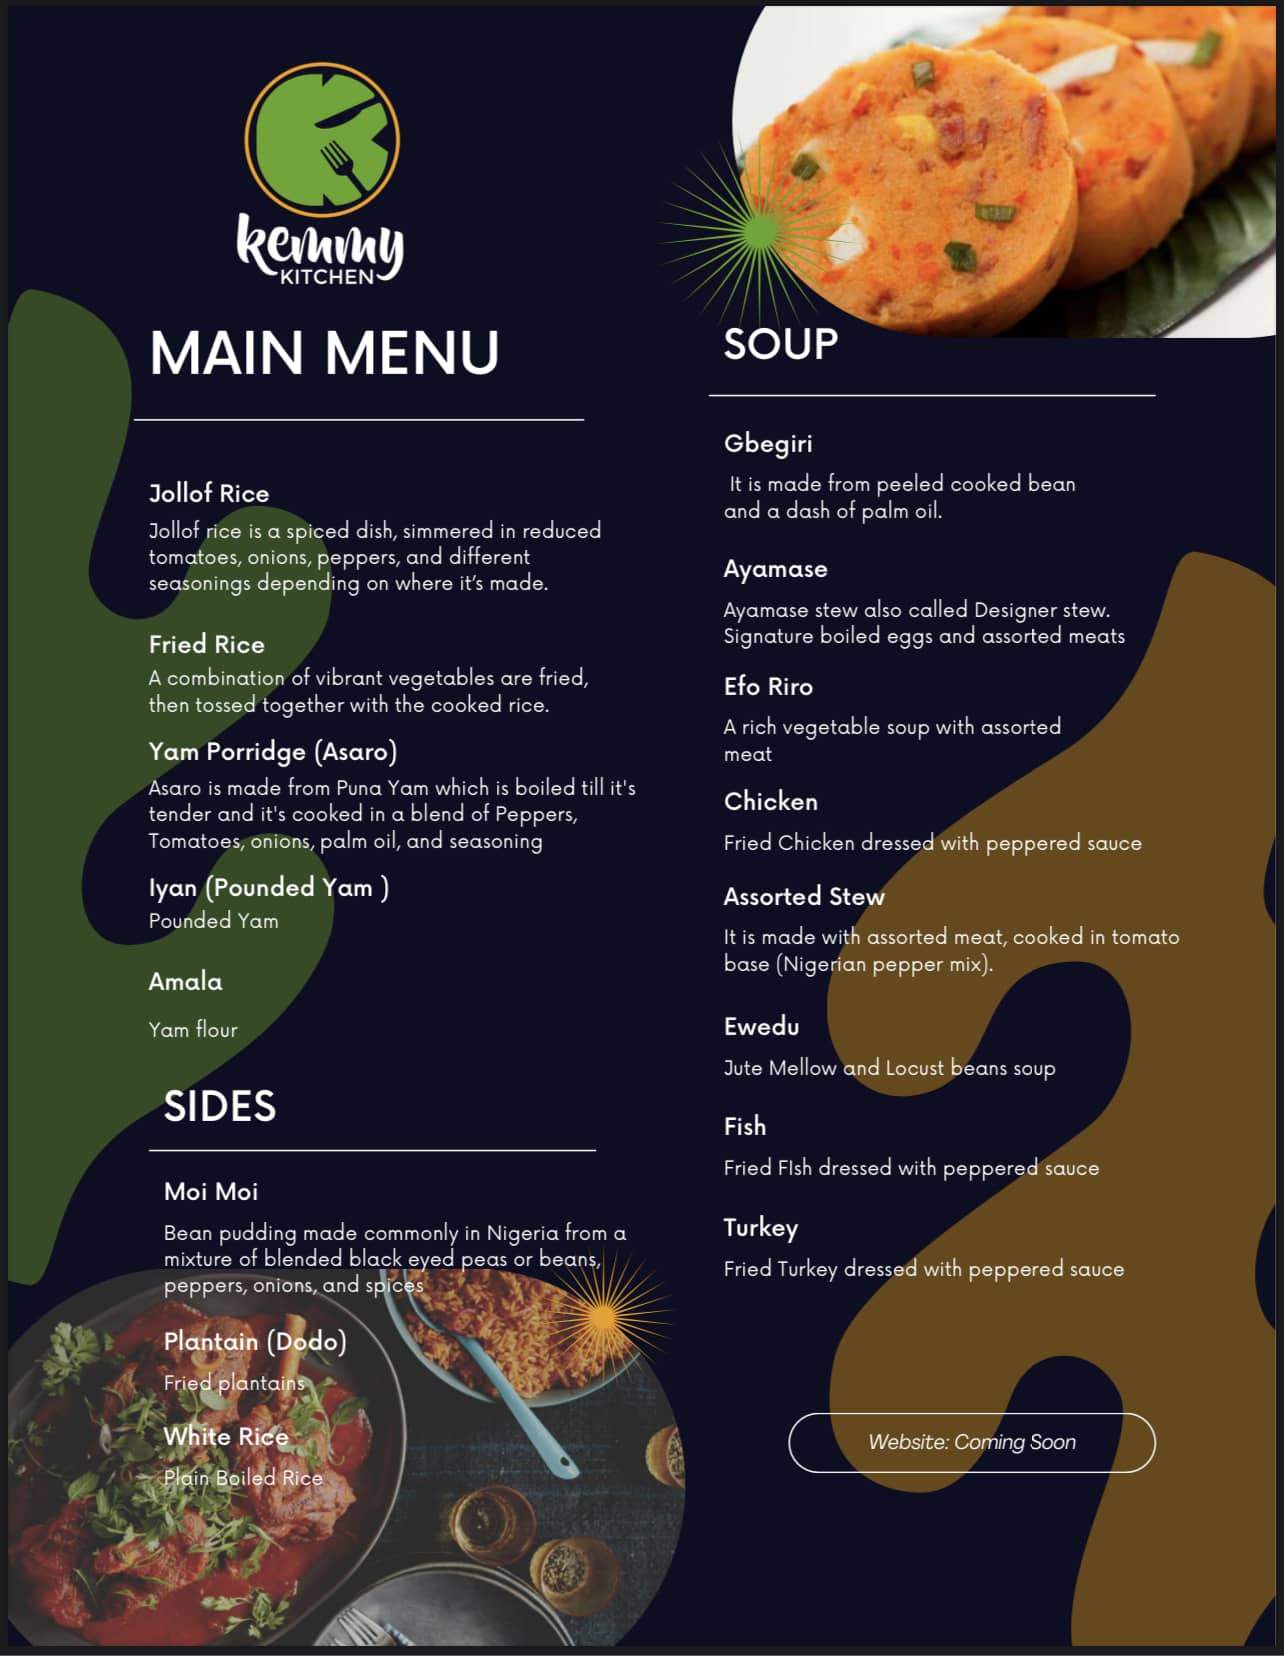 kemmy
KITCHEN
MAIN MENU
Jollof Rice
Jollof rice is a spiced dish, simmered in reduced
tomatoes, onions, peppers, and different
seasonings depending on where it's made.
Fried Rice
A combination of vibrant vegetables are fried,
then tossed together with the cooked rice.
Yam Porridge (Asaro)
Asaro is made from Puna Yam which is boiled till it's
tender and it's cooked in a blend of Peppers,
Tomatoes, onions, palm oil, and seasoning
Iyan (Pounded Yam )
Pounded Yam
Amala
Yam flour
SIDES
Moi Moi
Bean pudding made commonly in Nigeria from a
mixture of blended black eyed peas or beans,
peppers, onions, and spices
Plantain (Dodo)
Fried plantains
White Rice
Plain Boiled Rice
SOUP
Gbegiri
It is made from peeled cooked bean
and a dash of palm oil.
Ayamase
Ayamase stew also called Designer stew.
Signature boiled eggs and assorted meats
Efo Riro
A rich vegetable soup with assorted
meat
Chicken
Fried Chicken dressed with peppered sauce
Assorted Stew
It is made with assorted meat, cooked in tomato
base (Nigerian pepper mix).
Ewedu
Jute Mellow and Locust beans soup
Fish
Fried FIsh dressed with peppered sauce
Turkey
Fried Turkey dressed with peppered sauce
Website: Coming Soon